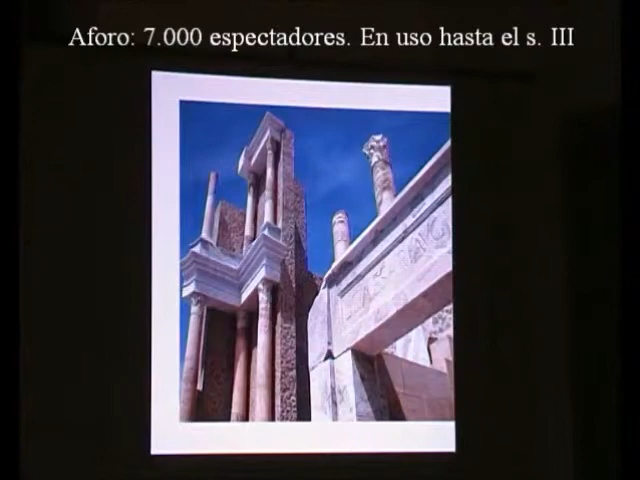 Aforo: 7.000 espectadores. En uso hasta el s. III